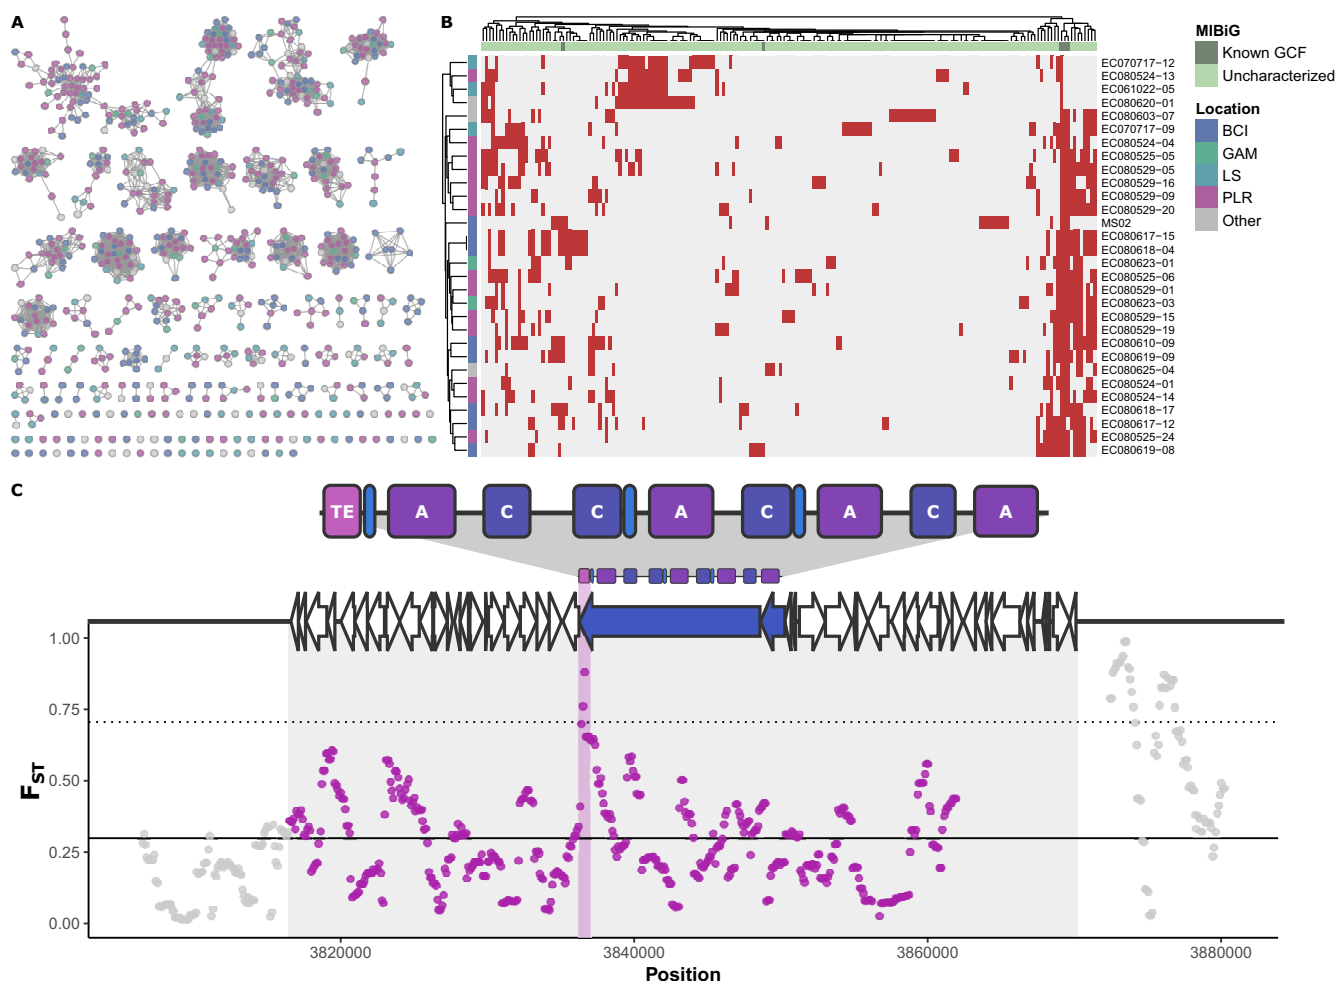 A
B
MIBiG
Known GCF
Uncharacterized
Location
BCI
GAM
LS
PLR
Other
EC070717-12
EC080524-13
EC061022-05
EC080620-01
EC080603-07
EC070717-09
EC080524-04
EC080525-05
EC080529-05
EC080529-16
EC080529-09
EC080529-20
MS02
EC080617-15
EC080618-04
EC080623-01
EC080525-06
EC080529-01
EC080623-03
EC080529-15
EC080529-19
EC080610-09
EC080619-09
EC080625-04
EC080524-01
EC080524-14
EC080618-17
EC080617-12
EC080525-24
EC080619-08
C
TE A C C A C A C A
1.00
0.75
0.50
0.25
0.00
FST
3820000 3840000 3860000 3880000
Position